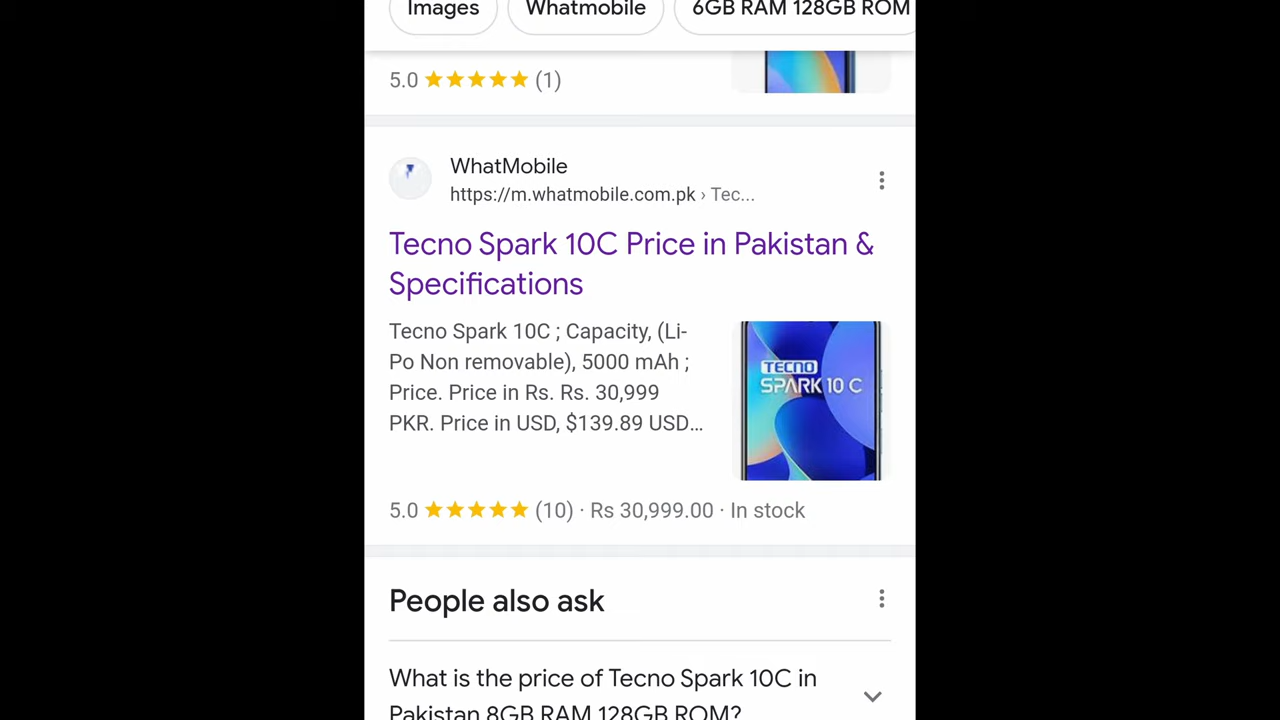 Images
Whatmobile
6GB RAM 128GB ROM
5.0 ★★★★★ (1)
WhatMobile
https://m.whatmobile.com.pk › Tec...
Tecno Spark 10C Price in Pakistan &
Specifications
Tecno Spark 10C ; Capacity, (Li-
Po Non removable), 5000 mAh ;
Price. Price in Rs. Rs. 30,999
PKR. Price in USD, $139.89 USD...
TECNO
SPARK 10 C
5.0 ★★★★★ (10) · Rs 30,999.00 · In stock
People also ask
What is the price of Tecno Spark 10C in
Pakistan 8GB RAM 128GB ROM?